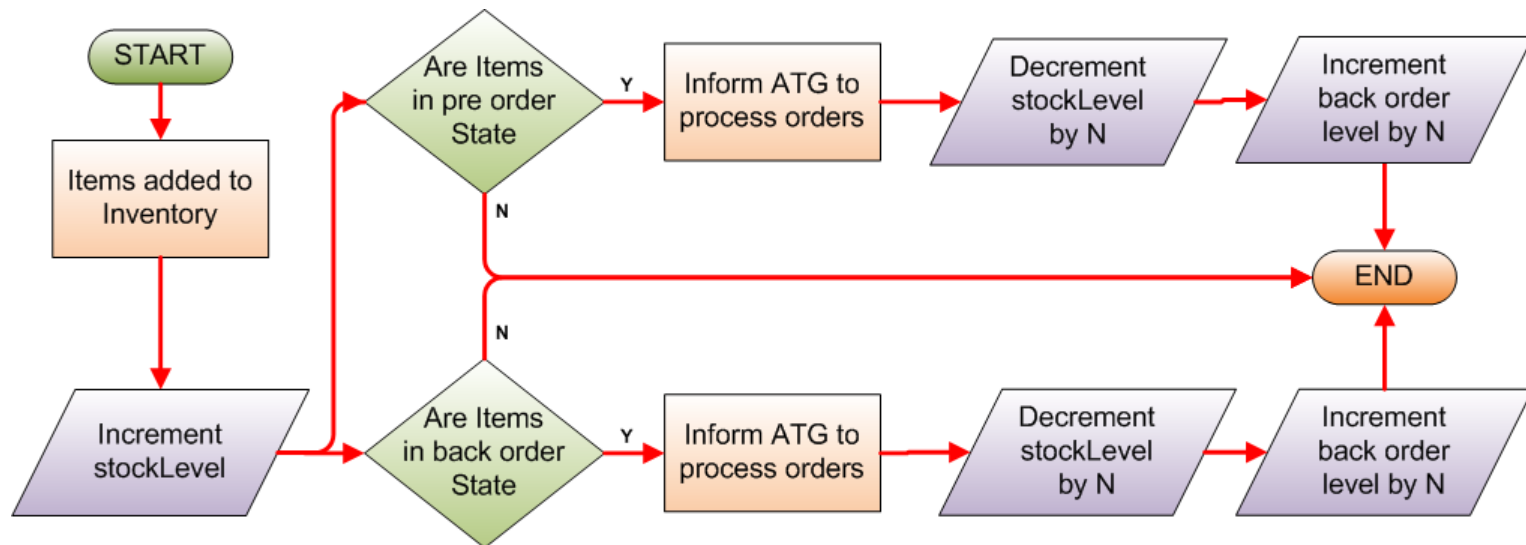 START
Items added to
Inventory
Increment
stockLevel
Are Items
in pre order
State
Y
N
Inform ATG to
process orders
Decrement
stockLevel
by N
Increment
back order
level by N
END
Are Items
in back order
State
N
Y
Inform ATG to
process orders
Decrement
stockLevel
by N
Increment
back order
level by N